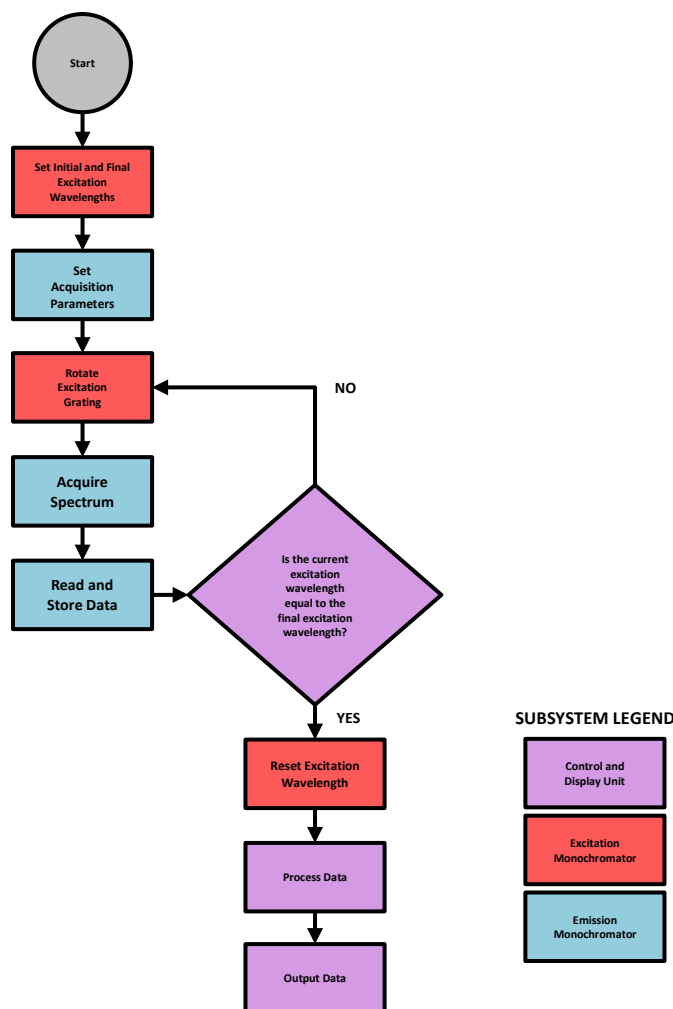 Start
Set Initial and Final
Excitation
Wavelengths
Set
Acquisition
Parameters
Rotate
Excitation
Grating
NO
Acquire
Spectrum
Read and
Store Data
Is the current
excitation
wavelength
equal to the
final excitation
wavelength?
YES
Reset Excitation
Wavelength
Process Data
Output Data
SUBSYSTEM LEGEND
Control and
Display Unit
Excitation
Monochromator
Emission
Monochromator